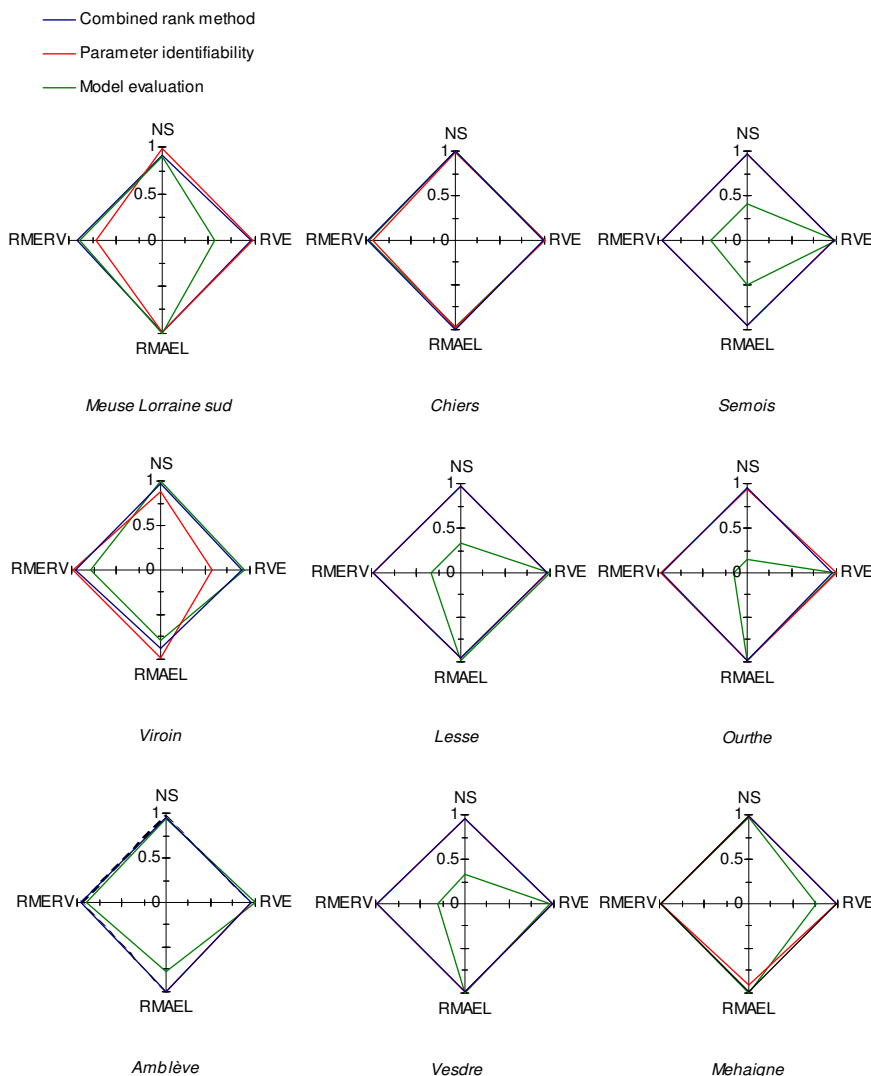 Combined rank method
Parameter identifiability
Model evaluation
NS
1
0.5
RMERV
0
RVE
RMAEL
Meuse Lorraine sud
NS
1
0.5
RMERV
0
RVE
RMAEL
Chiers
NS
1
0.5
RMERV
0
RVE
RMAEL
Semois
NS
1
0.5
RMERV
0
RVE
RMAEL
Viroin
NS
1
0.5
RMERV
0
RVE
RMAEL
Lesse
NS
1
0.5
RMERV
0
RVE
RMAEL
Ourthe
NS
1
0.5
RMERV
0
RVE
RMAEL
Amblève
NS
1
0.5
RMERV
0
RVE
RMAEL
Vesdre
NS
1
0.5
RMERV
0
RVE
RMAEL
Mehaigne